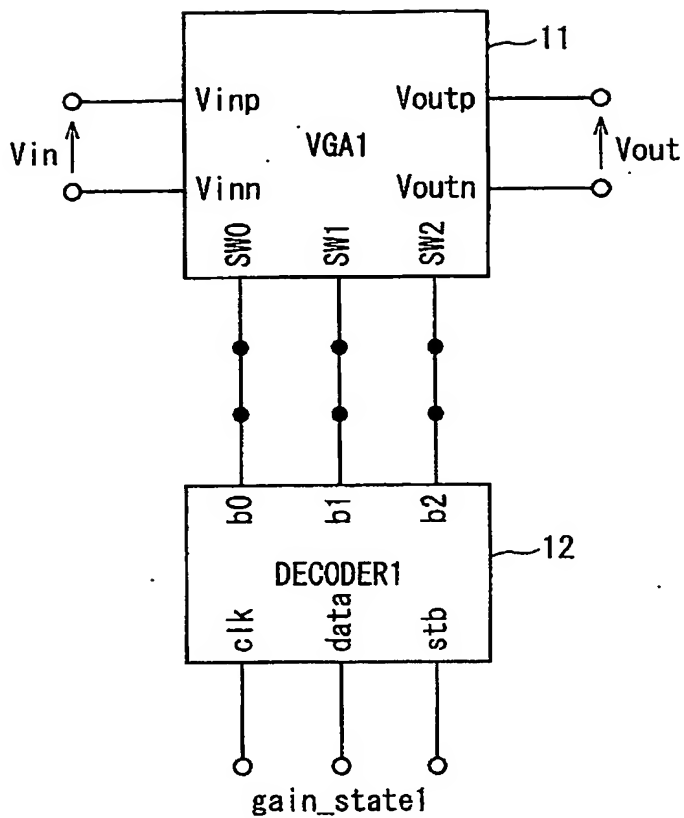 11
Vinp Voutp
Vin VGA1 Vout
Vinn Voutn
SW0 SW1 SW2
b0 b1 b2
12
DECODER1
clk data stb
gain_state1